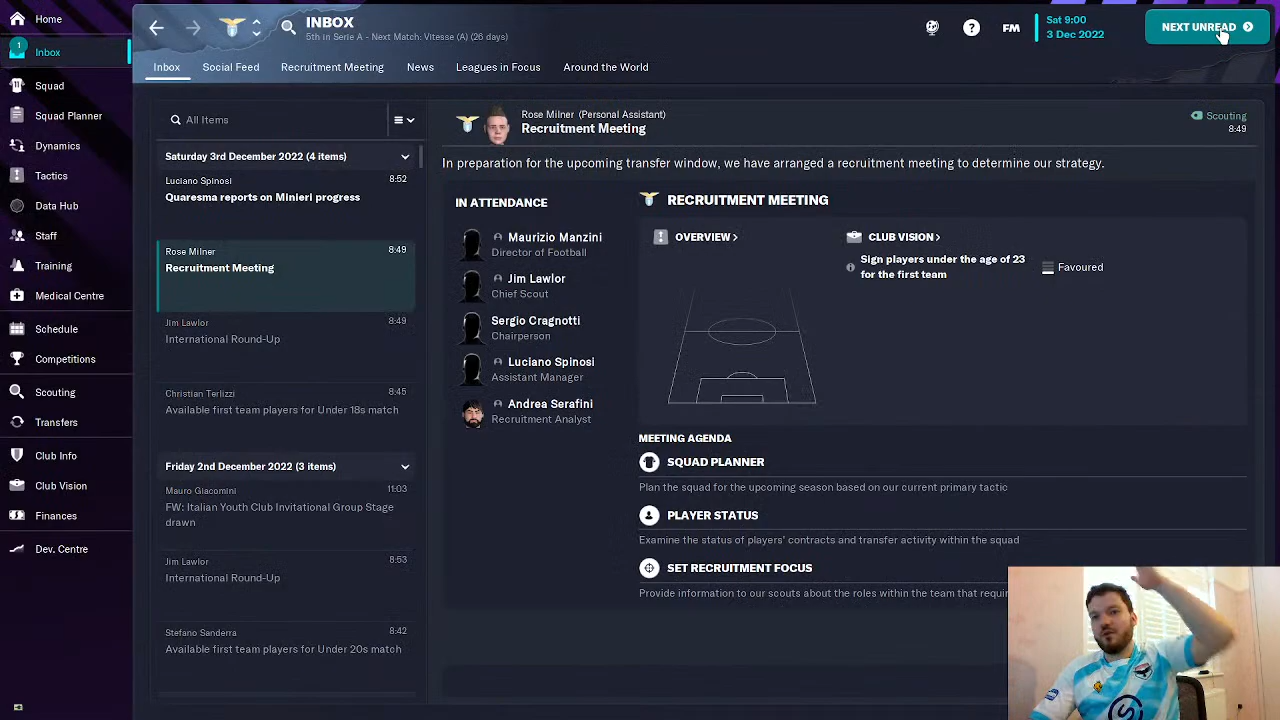 Home
1
Inbox
Squad
Squad Planner
Dynamics
Tactics
Data Hub
Staff
Training
Medical Centre
Schedule
Competitions
Scouting
Transfers
Club Info
Club Vision
Finances
Dev. Centre
INBOX
5th in Serie A - Next Match: Vitesse (A) (26 days)
FM
Sat 9:00
3 Dec 2022
NEXT UNREAD
Inbox
Social Feed
Recruitment Meeting
News
Leagues in Focus
Around the World
All Items
Saturday 3rd December 2022 (4 items)
Luciano Spinosi
8:52
Quaresma reports on Minieri progress
Rose Milner
8:49
Recruitment Meeting
Jim Lawlor
8:49
International Round-Up
Christian Terlizzi
8:45
Available first team players for Under 18s match
Friday 2nd December 2022 (3 items)
Mauro Giacomini
11:03
FW: Italian Youth Club Invitational Group Stage
drawn
Jim Lawlor
8:53
International Round-Up
Stefano Sanderra
8:42
Available first team players for Under 20s match
Rose Milner (Personal Assistant)
Recruitment Meeting
Scouting
8:49
In preparation for the upcoming transfer window, we have arranged a recruitment meeting to determine our strategy.
IN ATTENDANCE
Maurizio Manzini
Director of Football
Jim Lawlor
Chief Scout
Sergio Cragnotti
Chairperson
Luciano Spinosi
Assistant Manager
Andrea Serafini
Recruitment Analyst
RECRUITMENT MEETING
OVERVIEW
CLUB VISION
Sign players under the age of 23
for the first team
Favoured
MEETING AGENDA
SQUAD PLANNER
Plan the squad for the upcoming season based on our current primary tactic
PLAYER STATUS
Examine the status of players' contracts and transfer activity within the squad
SET RECRUITMENT FOCUS
Provide information to our scouts about the roles within the team that requir